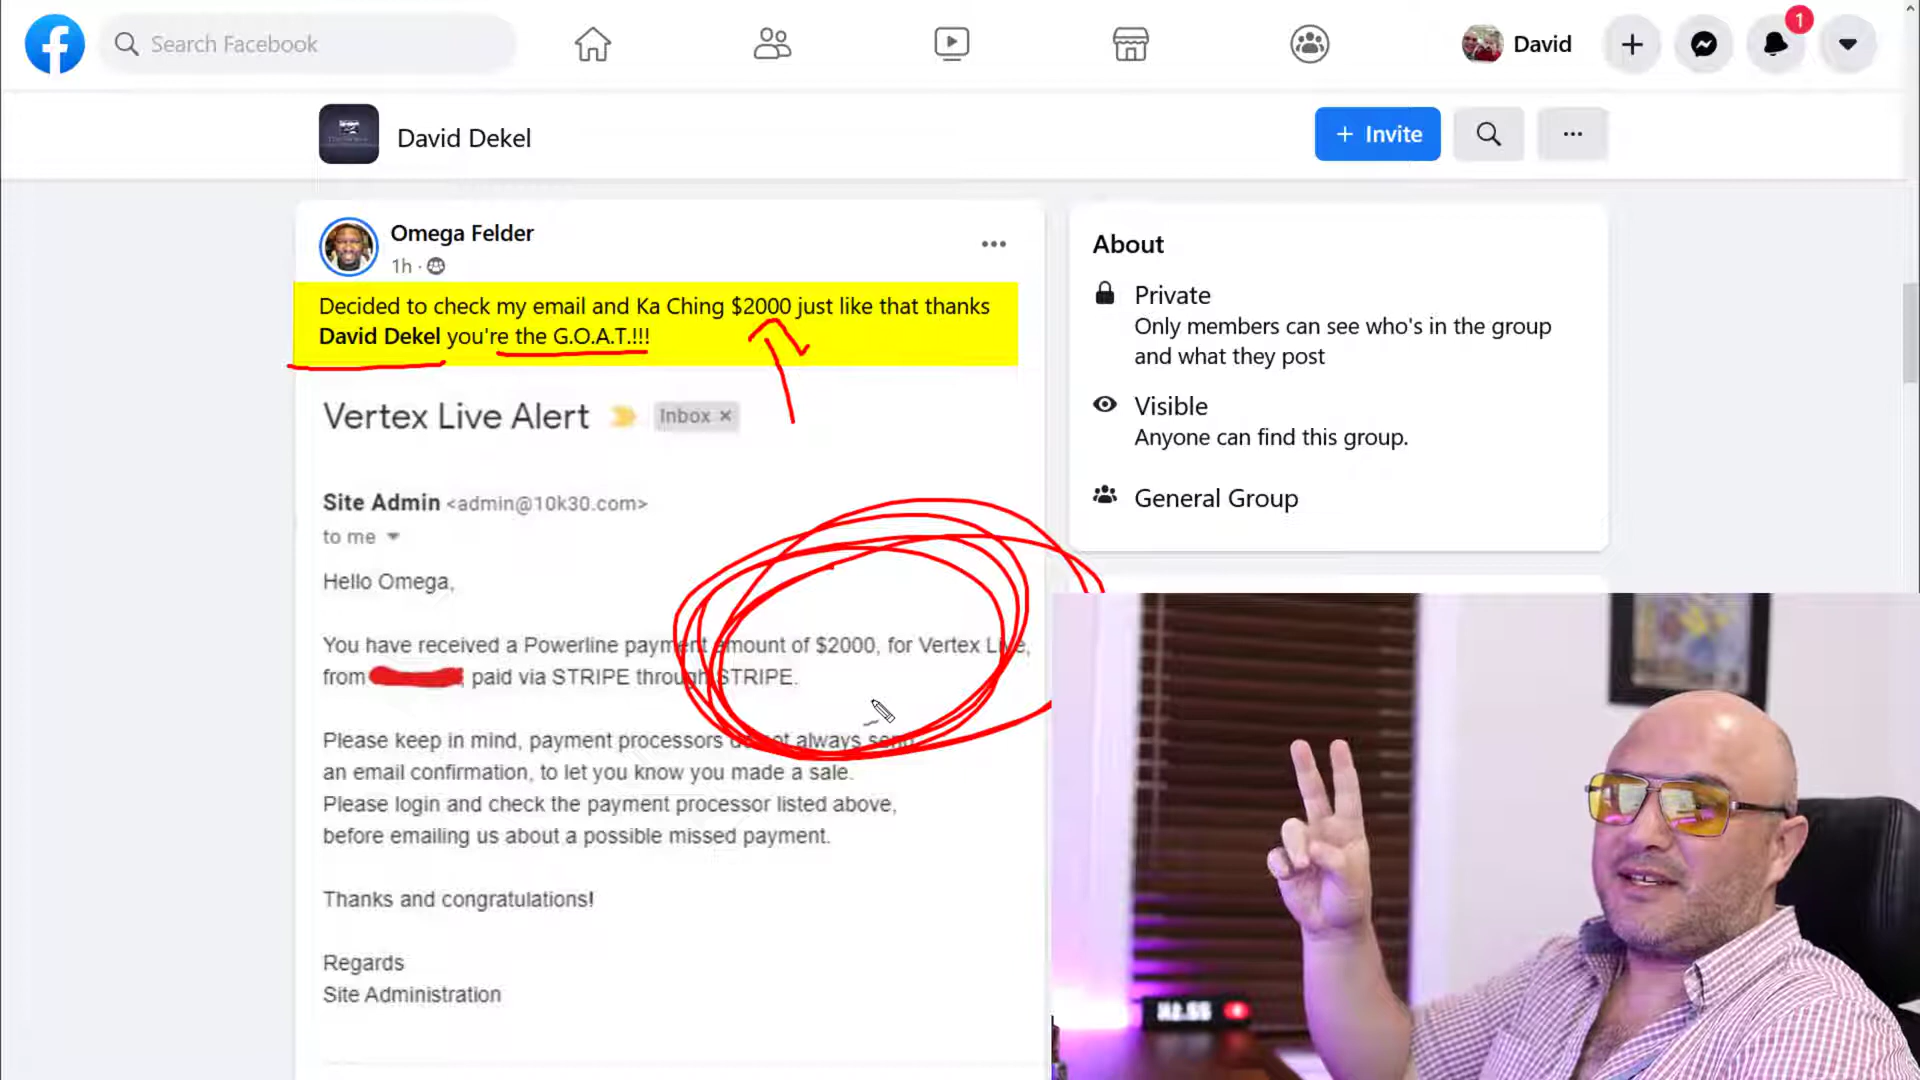 Search Facebook
David
1
David Dekel
+ Invite
Omega Felder
1h ·
Decided to check my email and Ka Ching $2000 just like that thanks
David Dekel you're the G.O.A.T.!!!
Vertex Live Alert
Inbox ×
Site Admin <admin@10k30.com>
to me
Hello Omega,
You have received a Powerline payment amount of $2000, for Vertex Live,
from paid via STRIPE through STRIPE.
Please keep in mind, payment processors do not always send
an email confirmation, to let you know you made a sale.
Please login and check the payment processor listed above,
before emailing us about a possible missed payment.
Thanks and congratulations!
Regards
Site Administration
About
Private
Only members can see who's in the group
and what they post
Visible
Anyone can find this group.
General Group